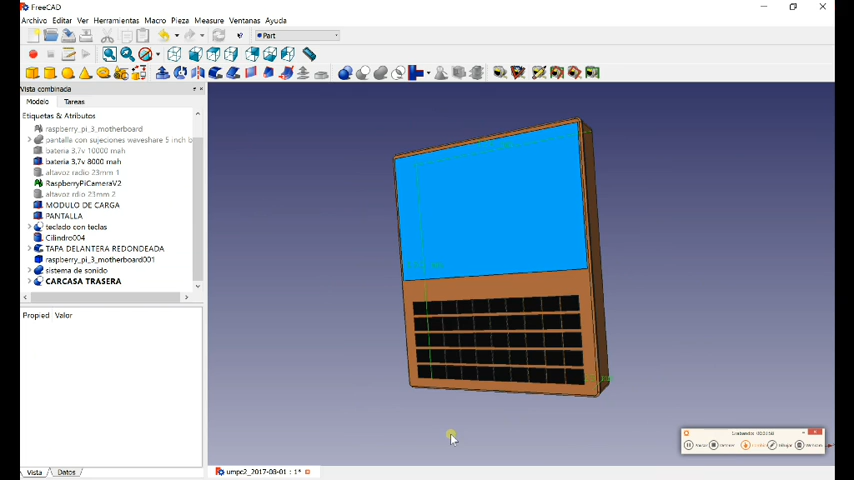 FreeCAD
Archivo Editar Ver Herramientas Macro Pieza Measure Ventanas Ayuda
Part
Vista combinada
Modelo Tareas
Etiquetas & Atributos
raspberry_pi_3_motherboard
pantalla con sujeciones waveshare 5 inch b
bateria 3,7v 10000 mah
bateria 3,7v 8000 mah
altavoz radio 23mm 1
RaspberryPiCameraV2
altavoz rdio 23mm 2
MODULO DE CARGA
PANTALLA
teclado con teclas
Cilindro004
TAPA DELANTERA REDONDEADA
raspberry_pi_3_motherboard001
sistema de sonido
CARCASA TRASERA
Propied Valor
Vista Datos
umpc2_2017-08-01 : 1*